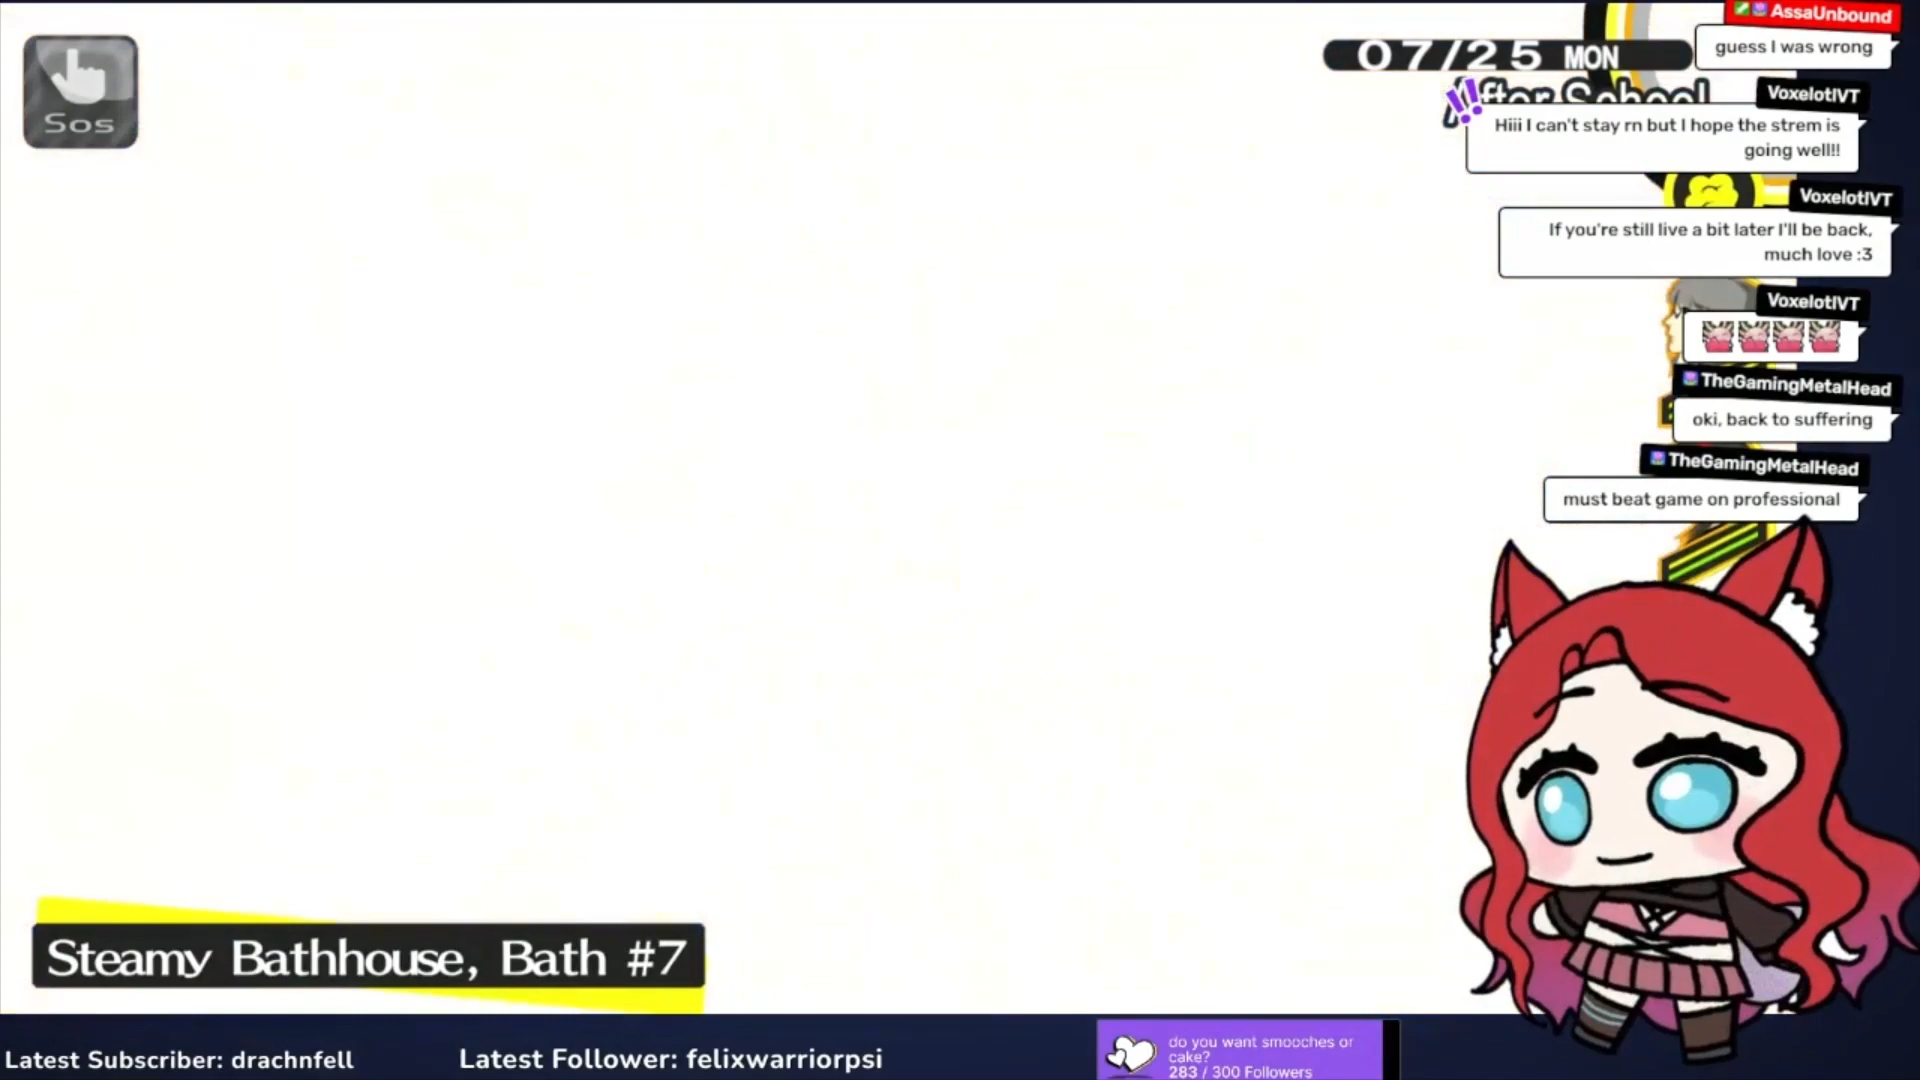 Sos
07/25 MON
After School
AssaUnbound
guess I was wrong
VoxelotlVT
Hiii I can't stay rn but I hope the strem is
going well!!
VoxelotlVT
If you're still live a bit later I'll be back,
much love :3
VoxelotlVT
TheGamingMetalHead
oki, back to suffering
TheGamingMetalHead
must beat game on professional
Steamy Bathhouse, Bath #7
Latest Subscriber: drachnfell
Latest Follower: felixwarriorpsi
do you want smooches or
cake?
283 / 300 Followers